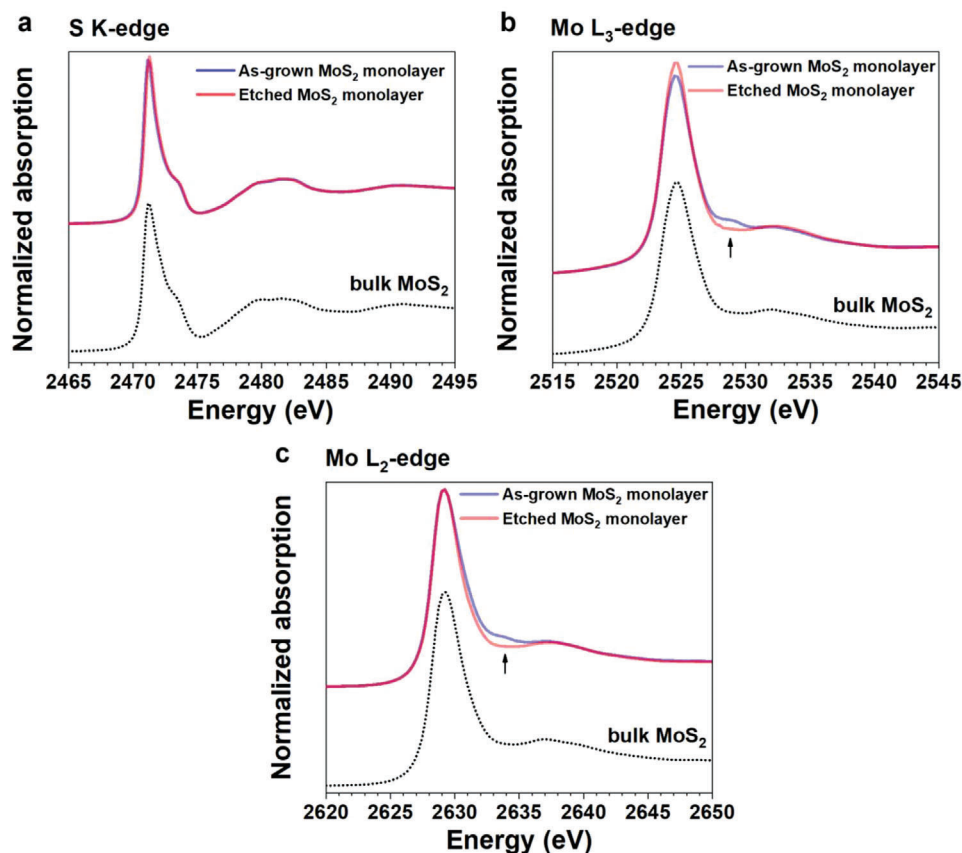 a
S K-edge
Normalized absorption
As-grown MoS₂ monolayer
Etched MoS₂ monolayer
bulk MoS₂
2465 2470 2475 2480 2485 2490 2495
Energy (eV)
b
Mo L₃-edge
Normalized absorption
As-grown MoS₂ monolayer
Etched MoS₂ monolayer
bulk MoS₂
2515 2520 2525 2530 2535 2540 2545
Energy (eV)
c
Mo L₂-edge
Normalized absorption
As-grown MoS₂ monolayer
Etched MoS₂ monolayer
bulk MoS₂
2620 2625 2630 2635 2640 2645 2650
Energy (eV)